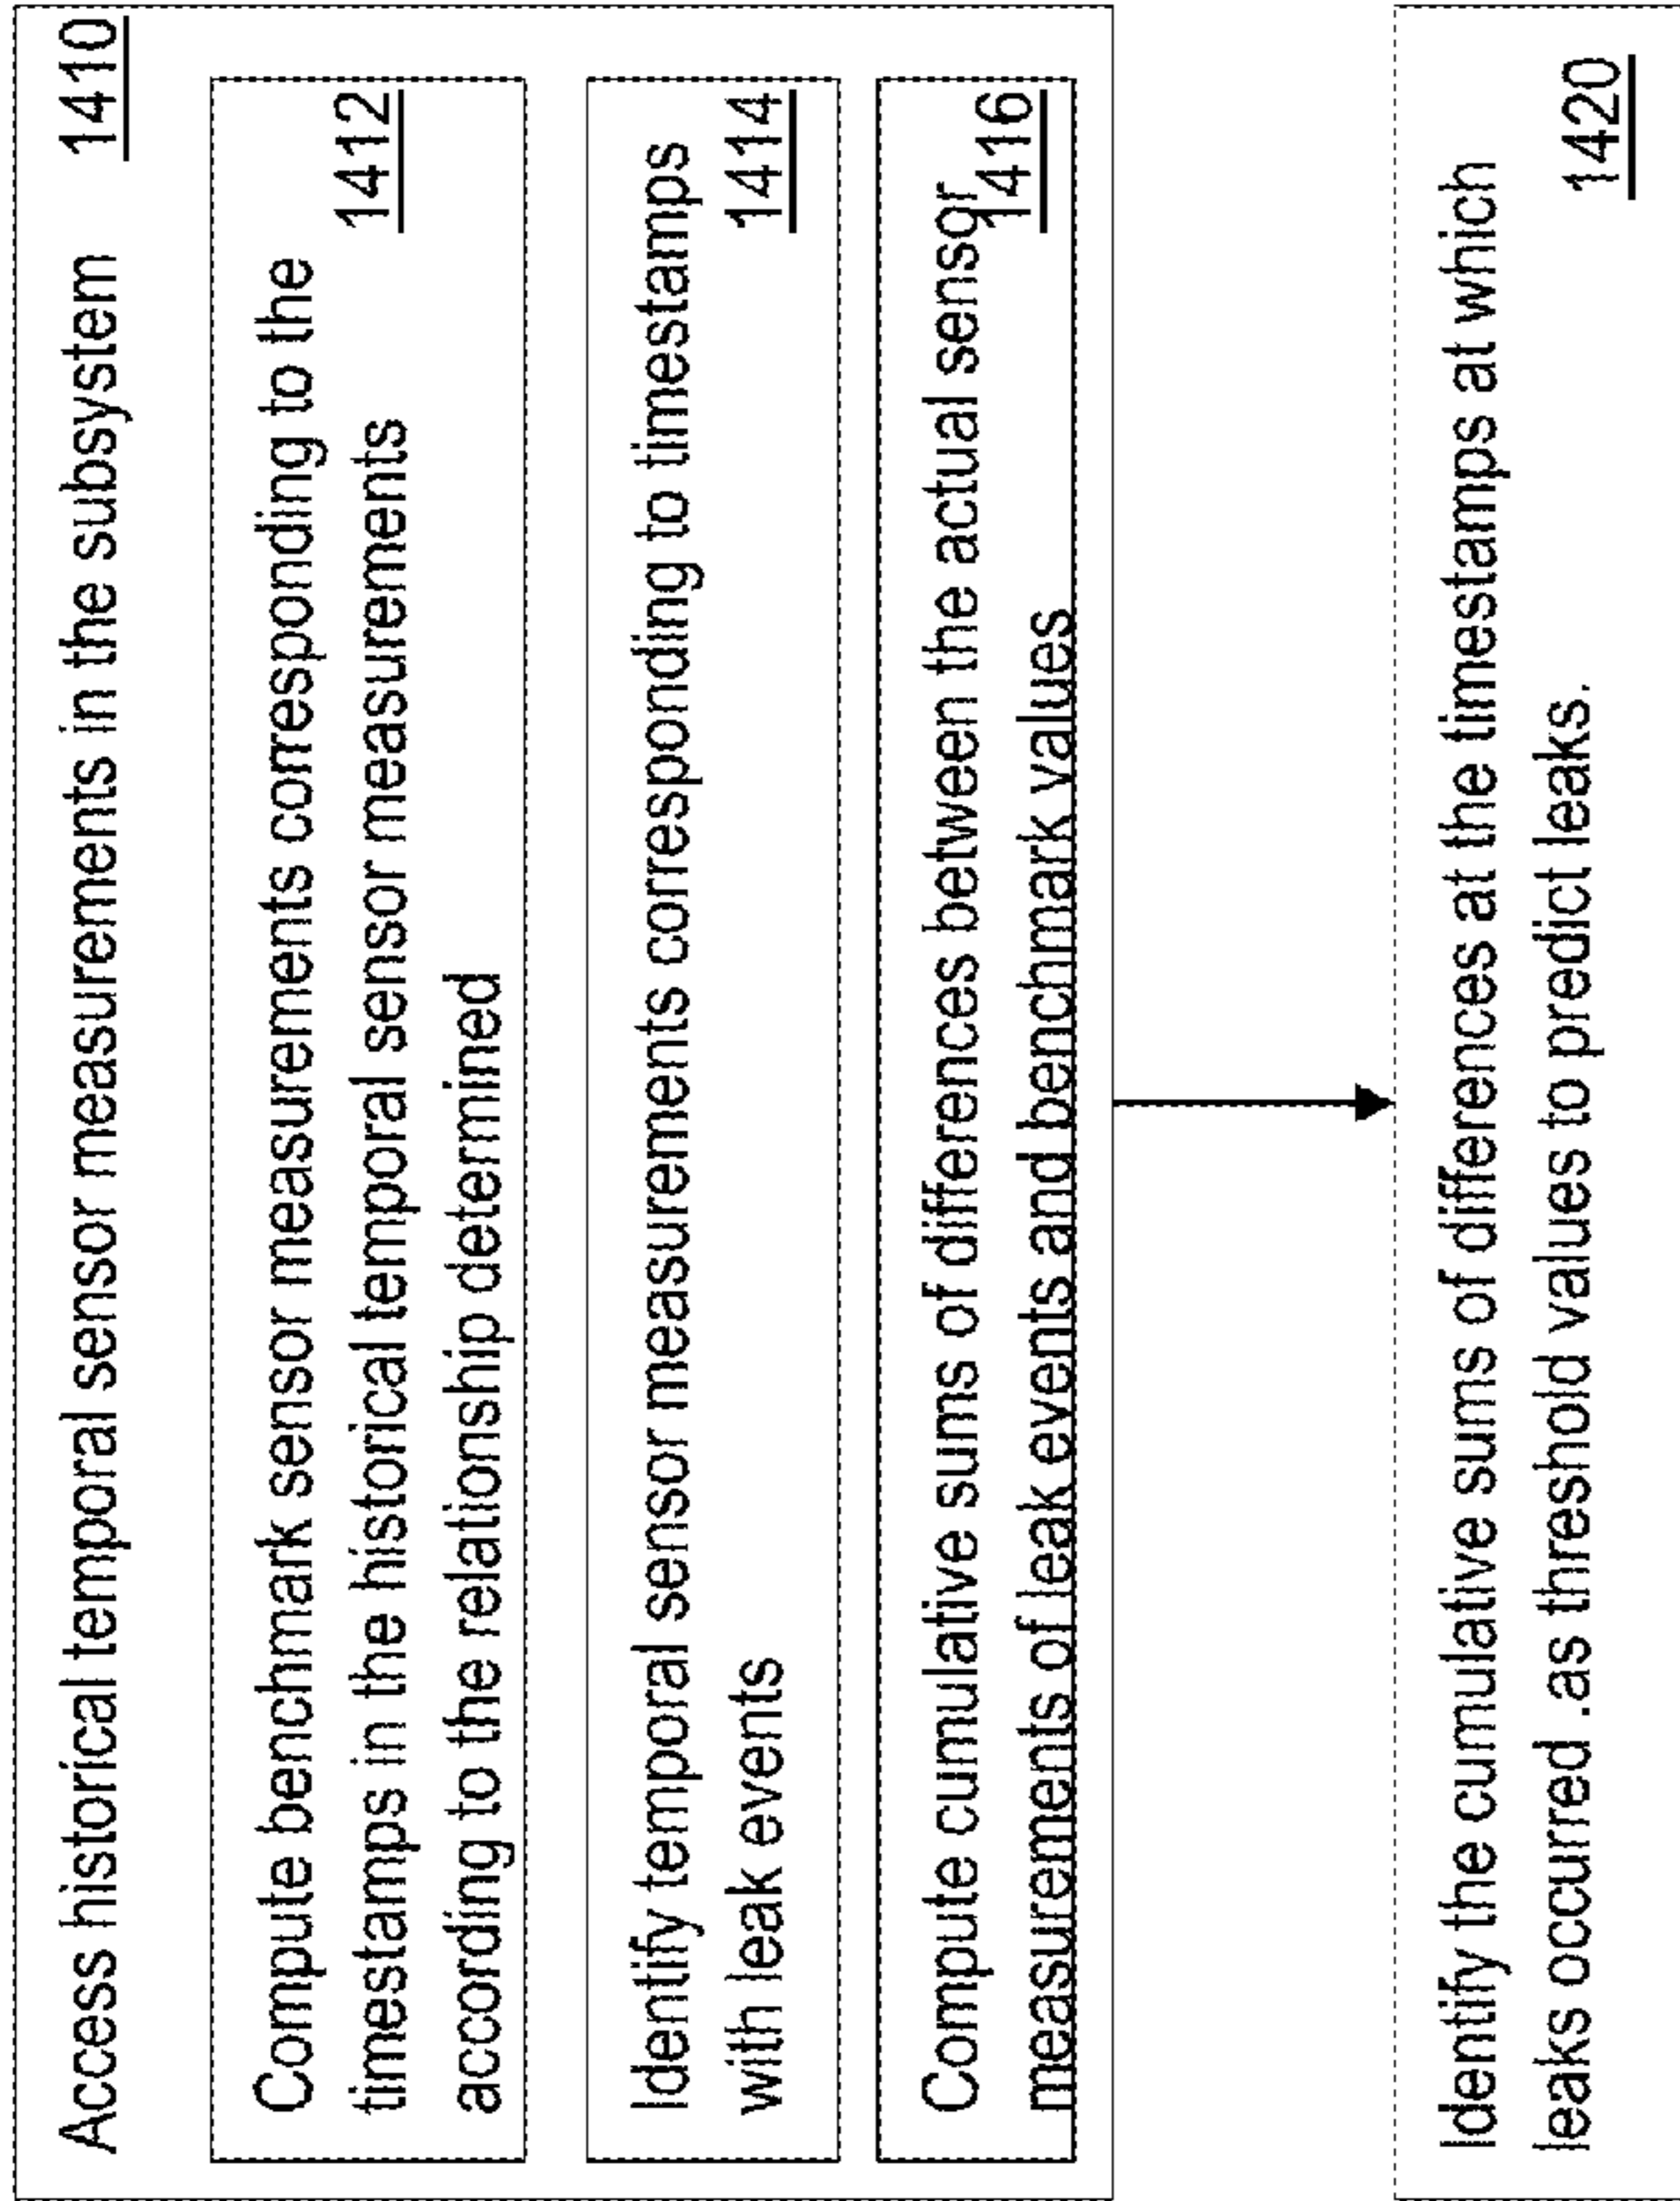 Access historical temporal sensor measurements in the subsystem 1410
Compute benchmark sensor measurements corresponding to the
timestamps in the historical temporal sensor measurements 1412
according to the relationship determined
Identify temporal sensor measurements corresponding to timestamps
with leak events 1414
Compute cumulative sums of differences between the actual sensor
measurements of leak events and benchmark values 1416
Identify the cumulative sums of differences at the timestamps at which
leaks occurred .as threshold values to predict leaks. 1420